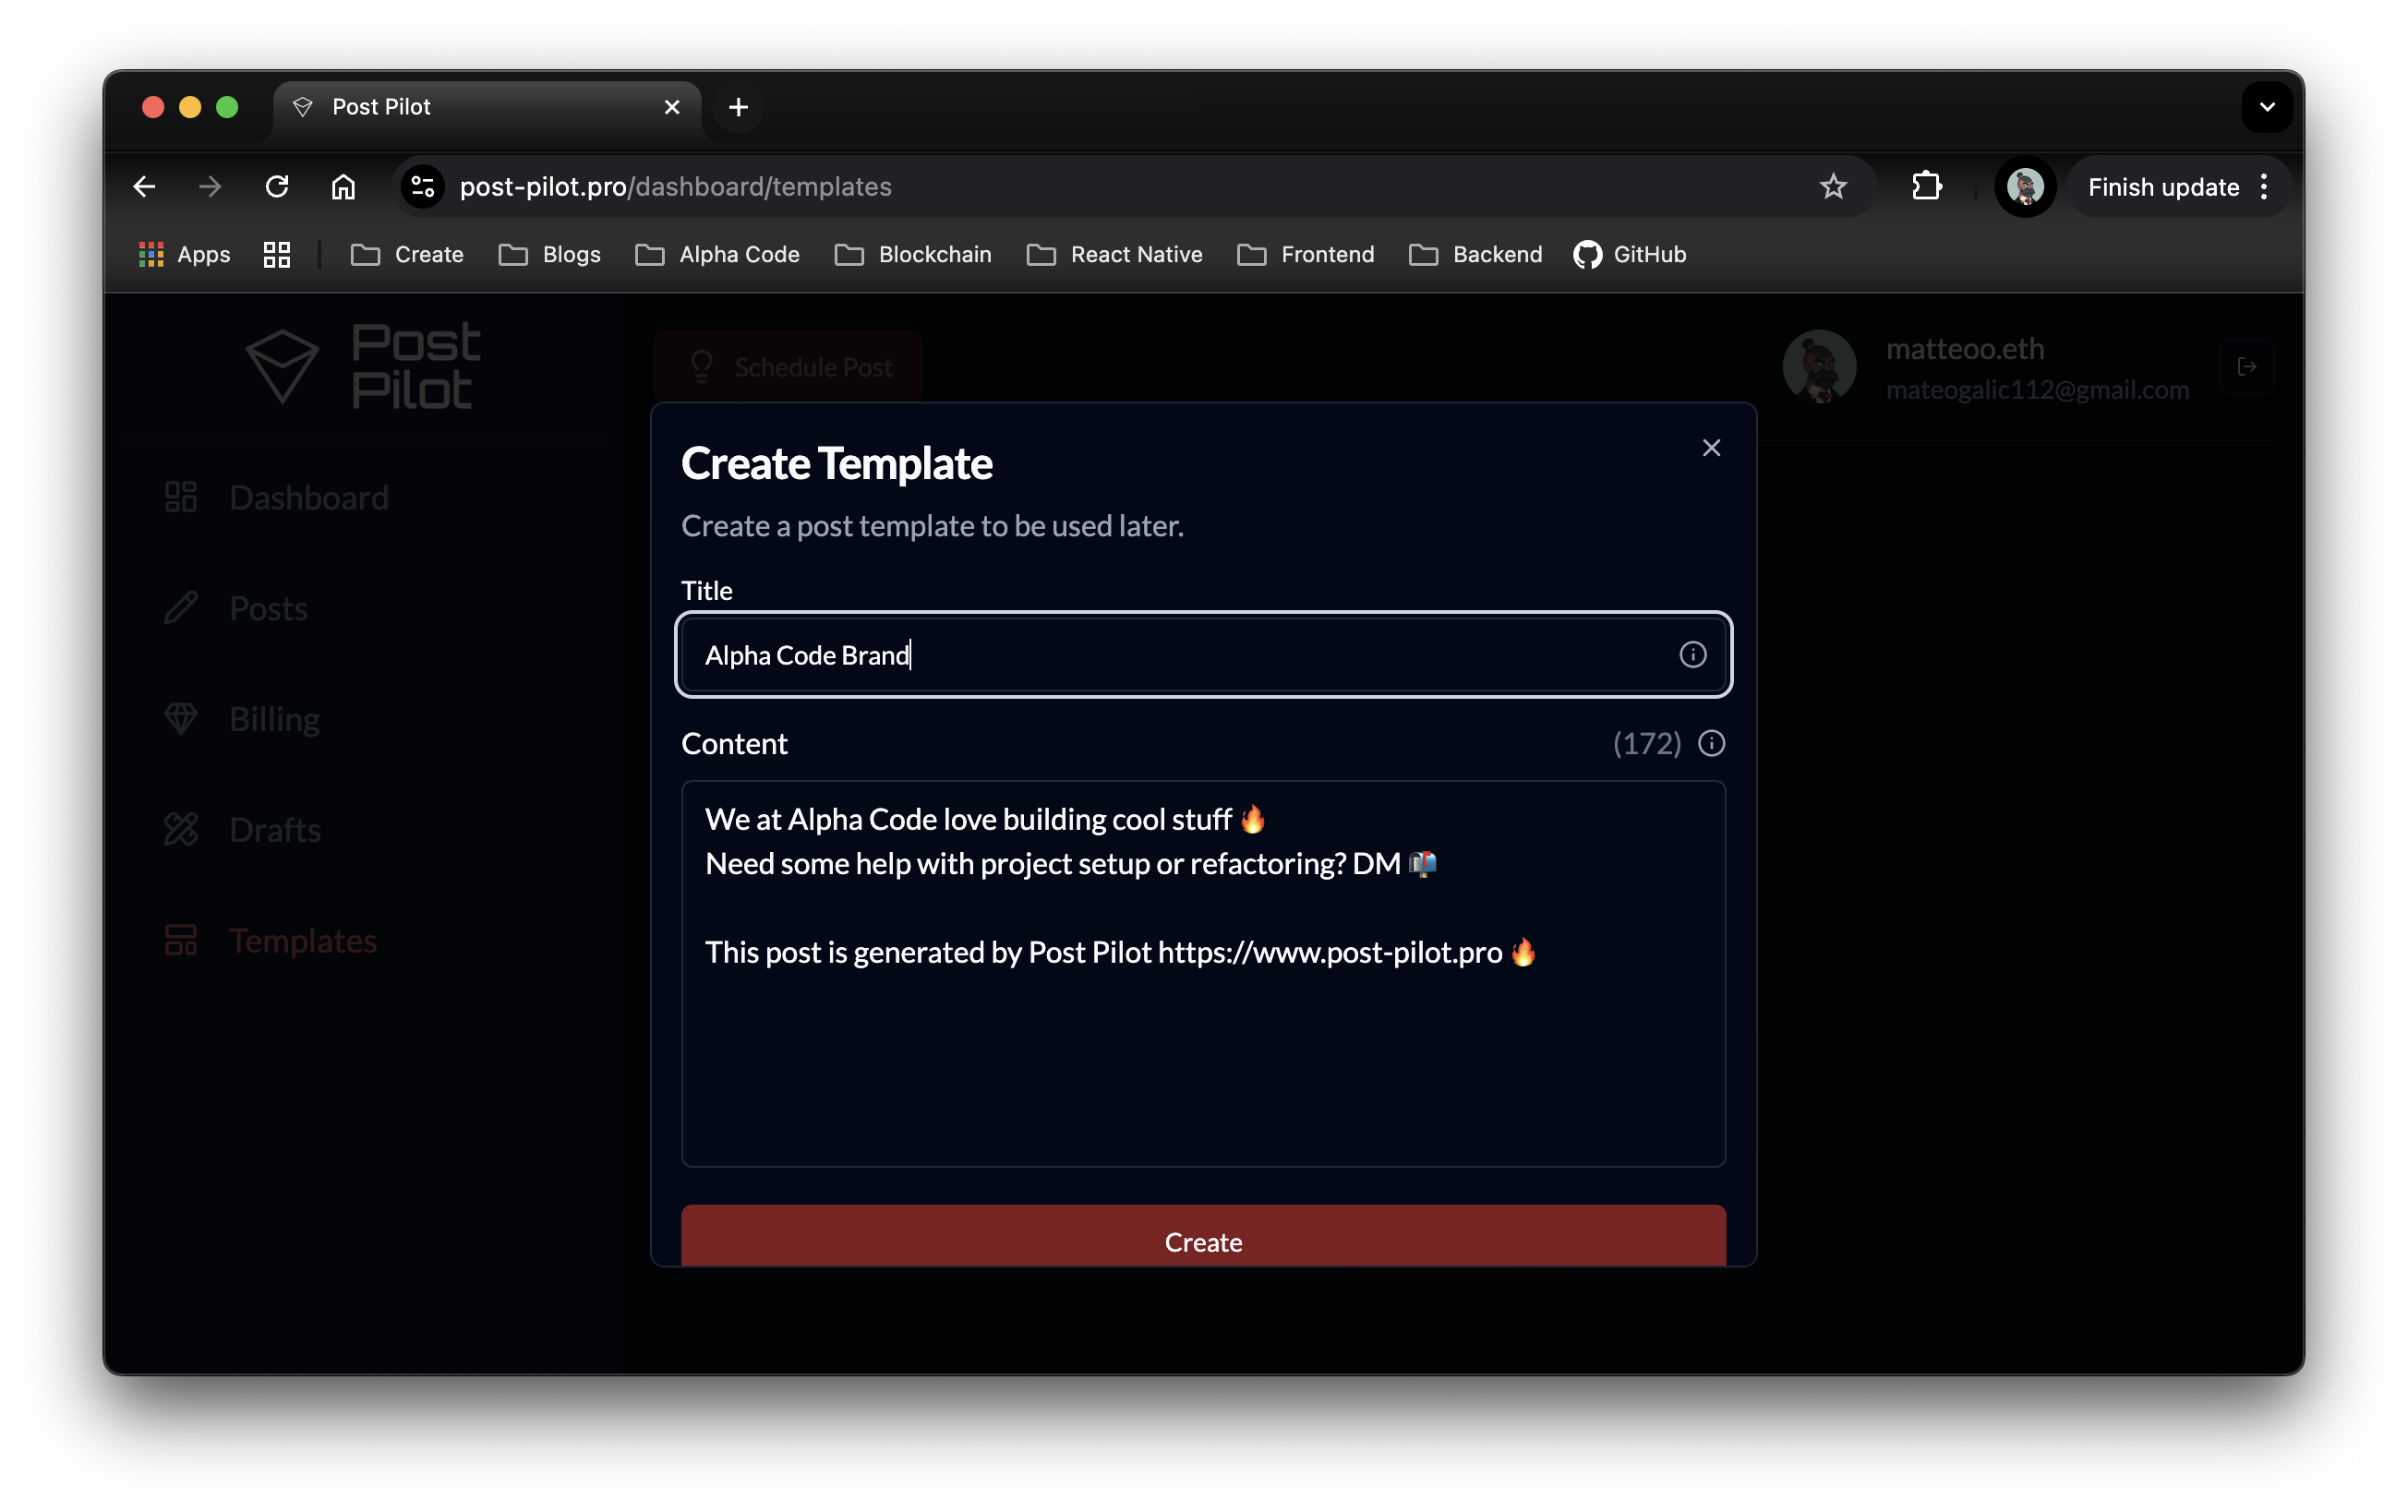 Post Pilot
post-pilot.pro/dashboard/templates
Finish update
Apps
Create
Blogs
Alpha Code
Blockchain
React Native
Frontend
Backend
GitHub
Post
Pilot
Schedule Post
matteoo.eth
mateogalic112@gmail.com
Dashboard
Posts
Billing
Drafts
Templates
Create Template
Create a post template to be used later.
Title
Alpha Code Brand
Content
(172)
We at Alpha Code love building cool stuff 🔥
Need some help with project setup or refactoring? DM 📬
This post is generated by Post Pilot https://www.post-pilot.pro 🔥
Create